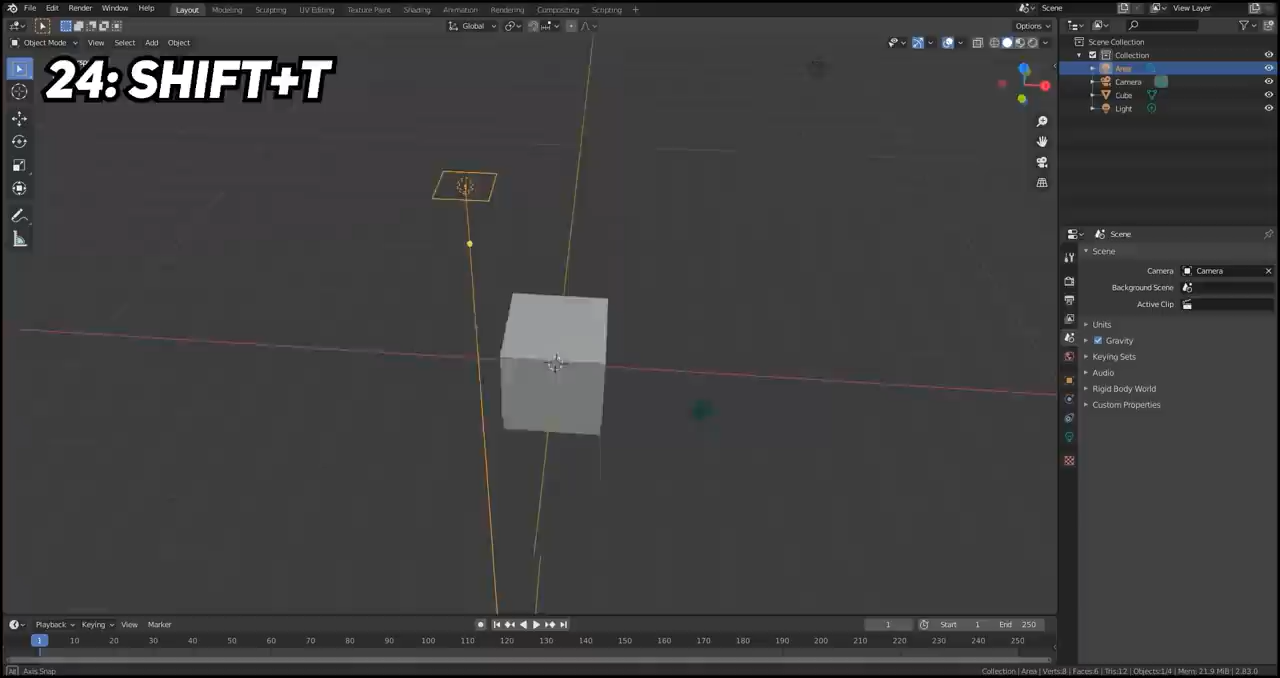 File Edit Render Window Help Layout Modeling Sculpting UV Editing Texture Paint Shading Animation Rendering Compositing Scripting + Scene View Layer
Global Options
Object Mode View Select Add Object
24: SHIFT+T
Scene Collection
Collection
Area
Camera
Cube
Light
Scene
Scene
Camera Camera
Background Scene
Active Clip
Units
Gravity
Keying Sets
Audio
Rigid Body World
Custom Properties
Playback Keying View Marker 1 Start 1 End 250
1 10 20 30 40 50 60 70 80 90 100 110 120 130 140 150 160 170 180 190 200 210 220 230 240 250
Axis Snap Collection | Area | Verts:8 | Faces:6 | Tris:12 | Objects:1/4 | Mem: 21.9 MiB | 2.83.0